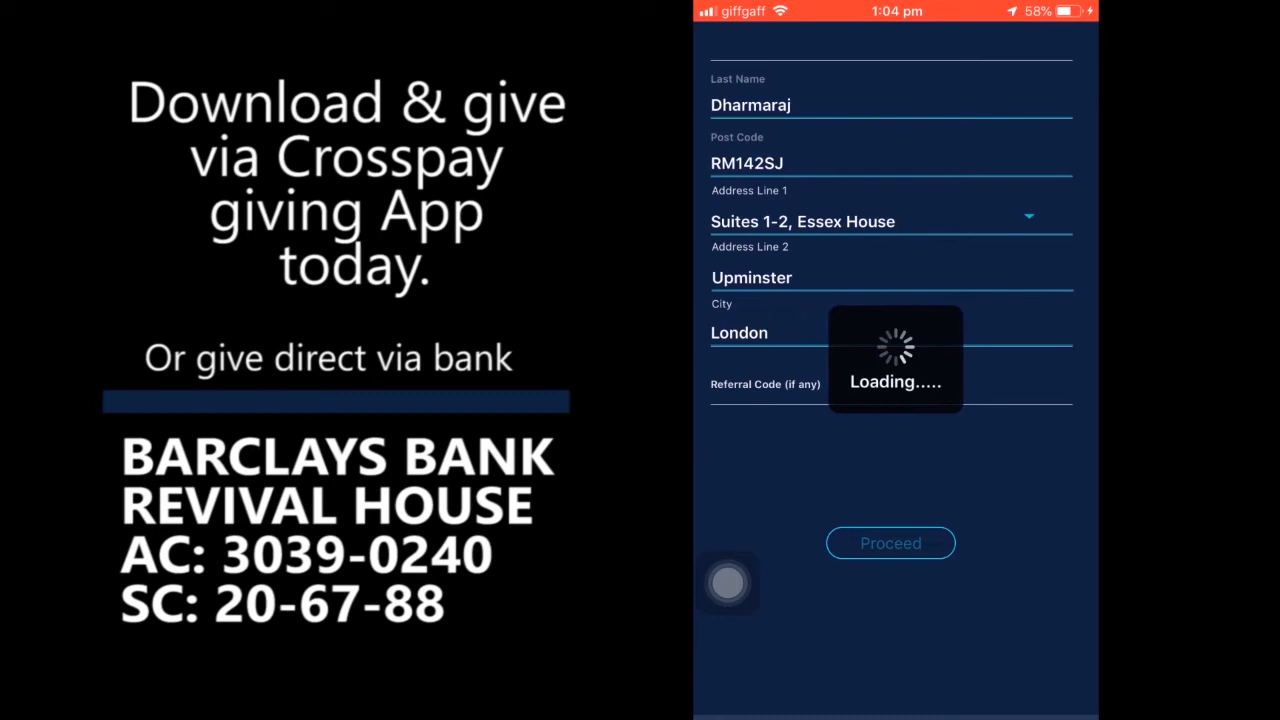 Download & give
via Crosspay
giving App
today.
Or give direct via bank
BARCLAYS BANK
REVIVAL HOUSE
AC: 3039-0240
SC: 20-67-88
giffgaff 1:04 pm 58%
Last Name
Dharmaraj
Post Code
RM142SJ
Address Line 1
Suites 1-2, Essex House
Address Line 2
Upminster
City
London
Loading.....
Referral Code (if any)
Proceed